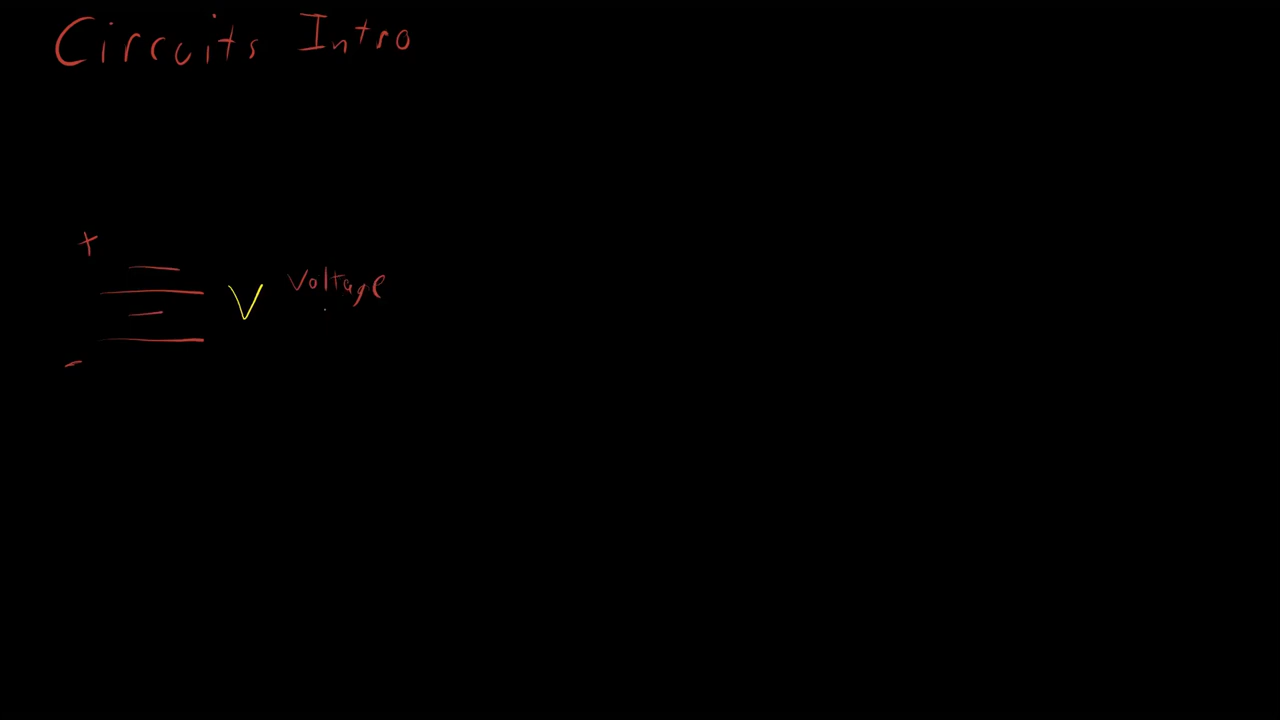 Circuits Intro
+
V voltage
-